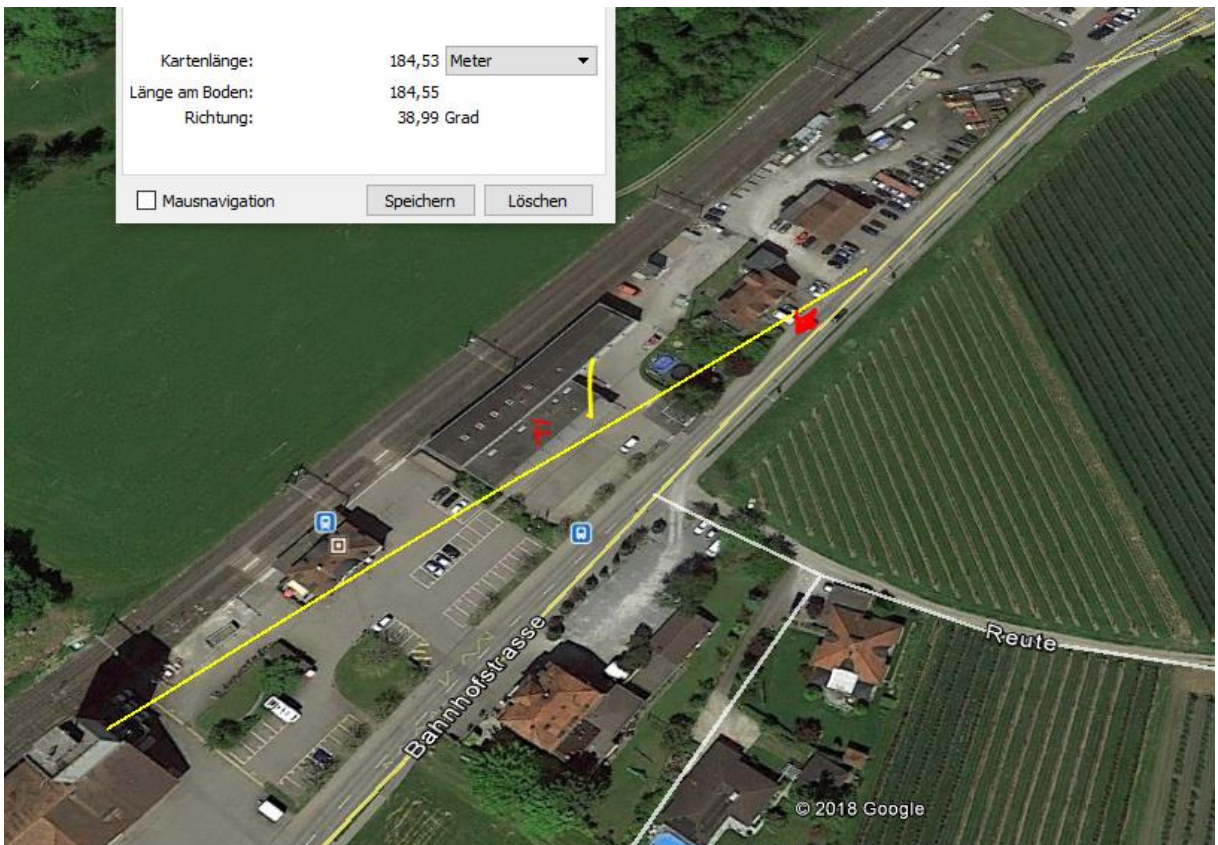 Kartenlänge: 184,53 Meter
Länge am Boden: 184,55
Richtung: 38,99 Grad
Mausnavigation Speichern Löschen
Bahnhofstrasse
Reute
© 2018 Google